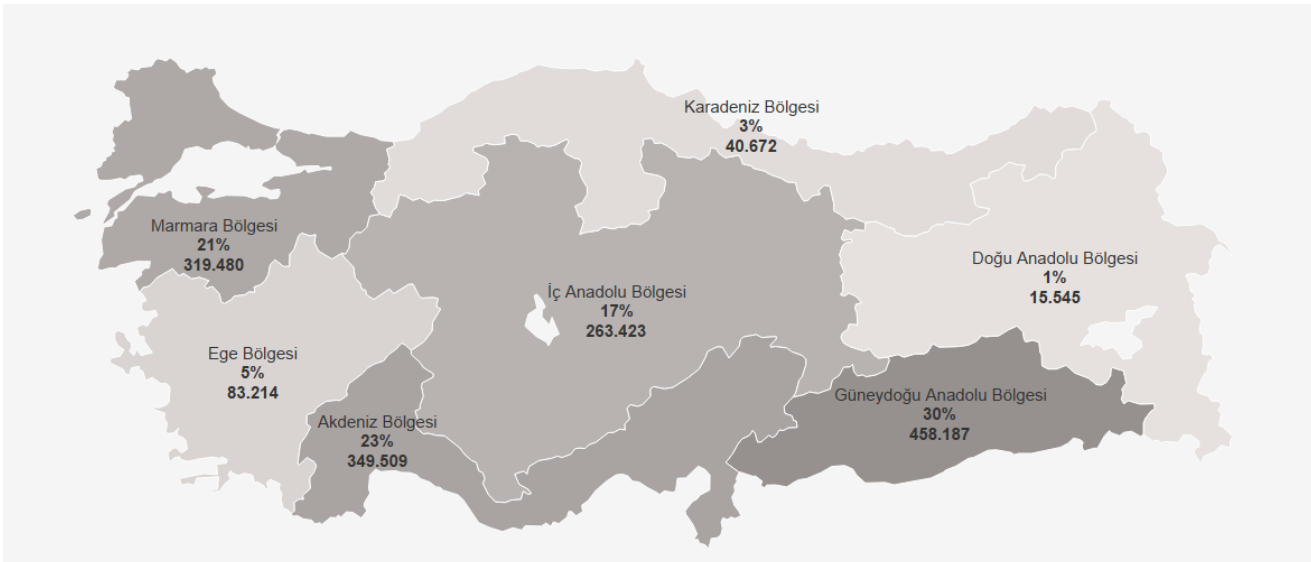 Karadeniz Bölgesi
3%
40.672
Marmara Bölgesi
21%
319.480
Doğu Anadolu Bölgesi
1%
15.545
İç Anadolu Bölgesi
17%
263.423
Ege Bölgesi
5%
83.214
Güneydoğu Anadolu Bölgesi
30%
458.187
Akdeniz Bölgesi
23%
349.509